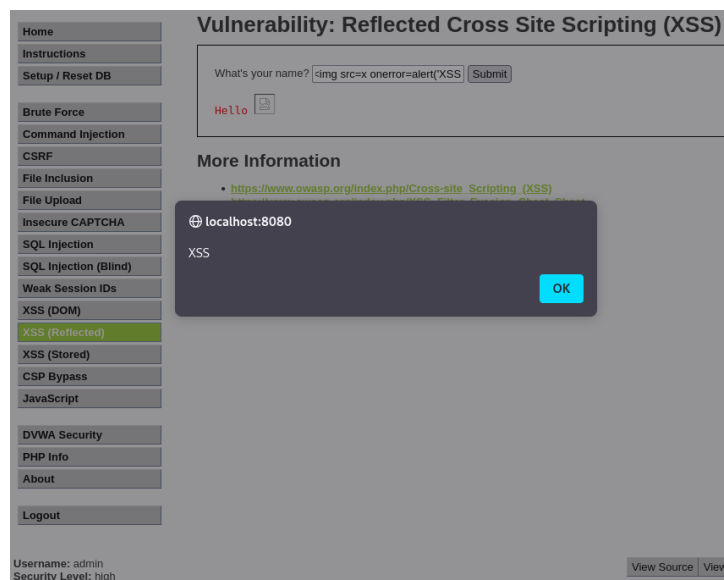 Vulnerability: Reflected Cross Site Scripting (XSS)
Home
Instructions
Setup / Reset DB
Brute Force
Command Injection
CSRF
File Inclusion
File Upload
Insecure CAPTCHA
SQL Injection
SQL Injection (Blind)
Weak Session IDs
XSS (DOM)
XSS (Reflected)
XSS (Stored)
CSP Bypass
JavaScript
DVWA Security
PHP Info
About
Logout
What's your name? <img src=x onerror=alert('XSS Submit
Hello
More Information
• https://www.owasp.org/index.php/Cross-site_Scripting_(XSS)
localhost:8080
XSS
OK
Username: admin
Security Level: high
View Source